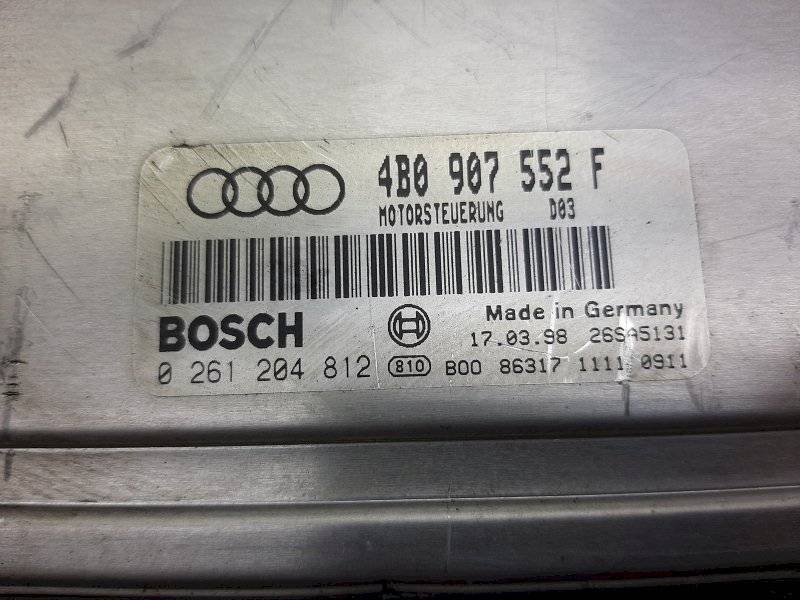 4B0 907 552 F
MOTORSTEUERUNG D03
BOSCH Made in Germany
17.03.98 26SA5131
0 261 204 812 810 B00 86317 1111 0911